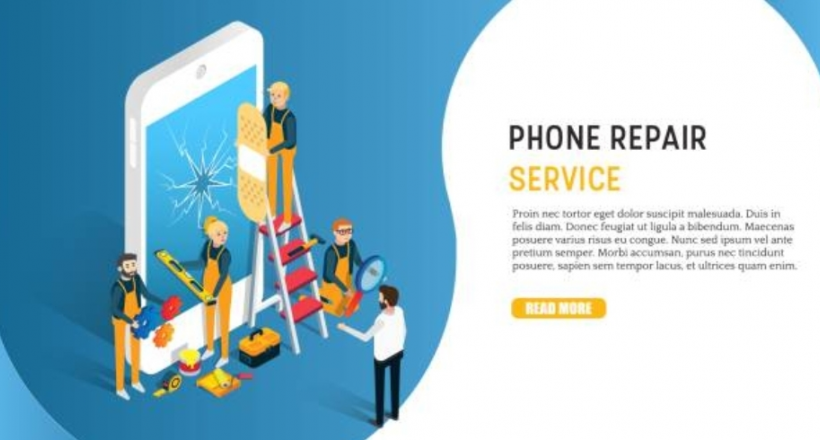 PHONE REPAIR
SERVICE
Proin nec tortor eget dolor suscipit malesuada. Duis in
felis diam. Donec feugiat ut ligula a bibendum. Maecenas
posuere varius risus eu congue. Nunc sed ipsum vel ante
pretium semper. Morbi accumsan, purus nec tincidunt
posuere, sapien sem tempor lacus, et ultrices quam enim.
READ MORE